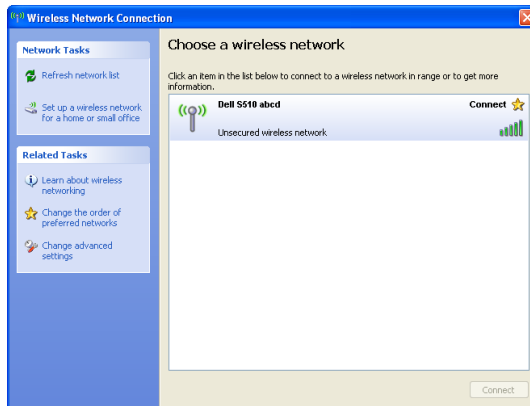 Wireless Network Connection
Network Tasks
Refresh network list
Set up a wireless network
for a home or small office
Related Tasks
Learn about wireless
networking
Change the order of
preferred networks
Change advanced
settings
Choose a wireless network
Click an item in the list below to connect to a wireless network in range or to get more
information.
Dell S510 abcd
Connect
Unsecured wireless network
Connect